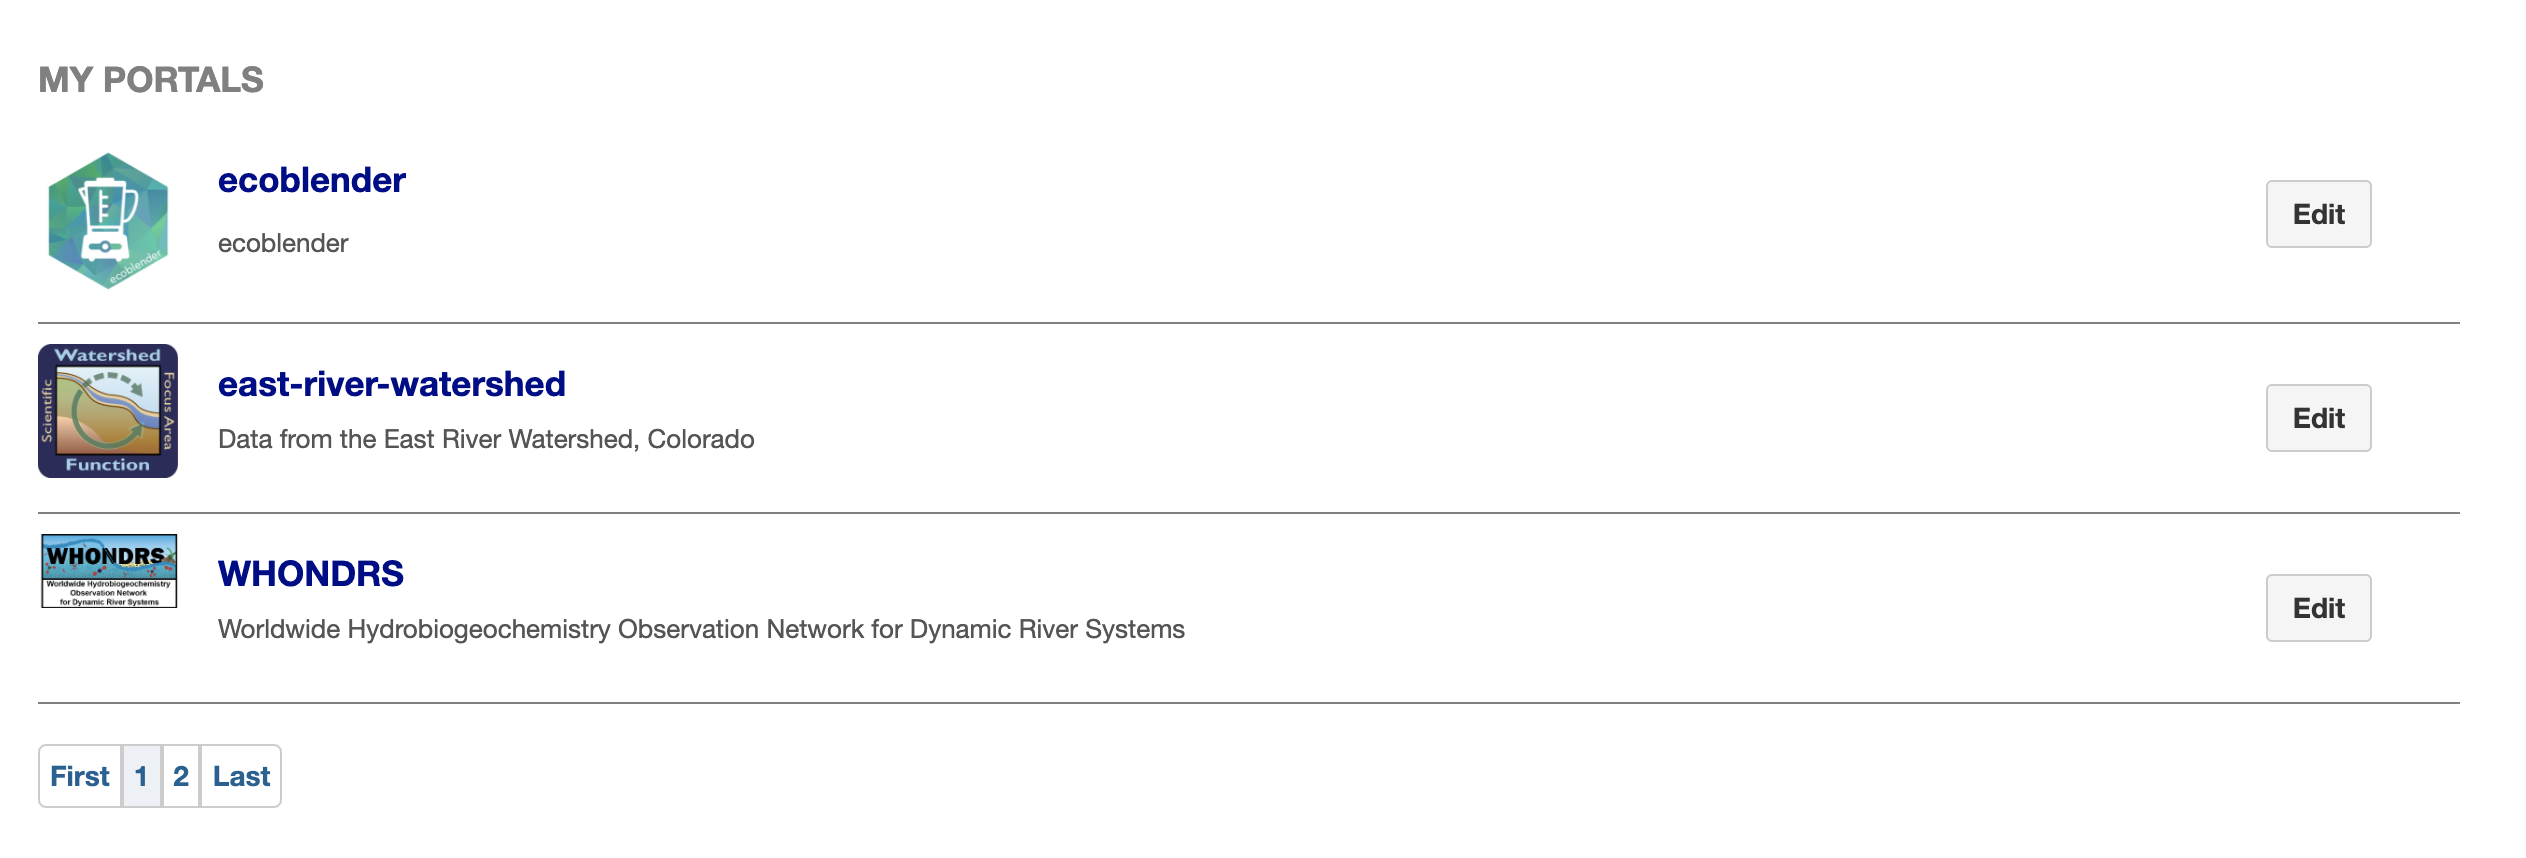 MY PORTALS
ecoblender
ecoblender
ecoblender
Edit
Watershed
Scientific
Focus Area
Function
east-river-watershed
Data from the East River Watershed, Colorado
Edit
WHONDRS
Worldwide Hydrobiogeochemistry
Observation Network
for Dynamic River Systems
WHONDRS
Worldwide Hydrobiogeochemistry Observation Network for Dynamic River Systems
Edit
First 1 2 Last